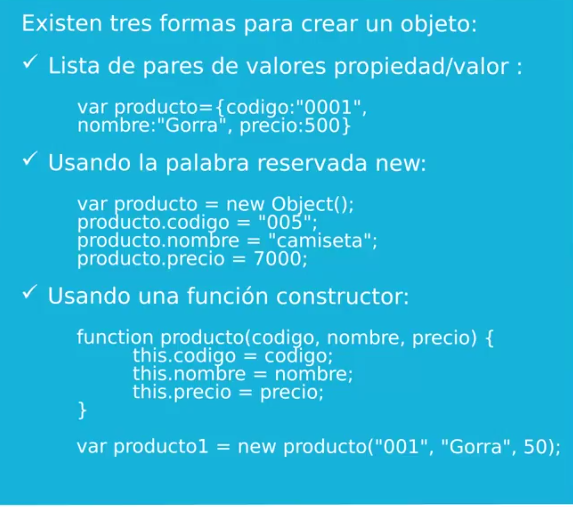 Existen tres formas para crear un objeto:
✓ Lista de pares de valores propiedad/valor :
var producto={codigo:"0001",
nombre:"Gorra", precio:500}
✓ Usando la palabra reservada new:
var producto = new Object();
producto.codigo = "005";
producto.nombre = "camiseta";
producto.precio = 7000;
✓ Usando una función constructor:
function producto(codigo, nombre, precio) {
this.codigo = codigo;
this.nombre = nombre;
this.precio = precio;
}
var producto1 = new producto("001", "Gorra", 50);